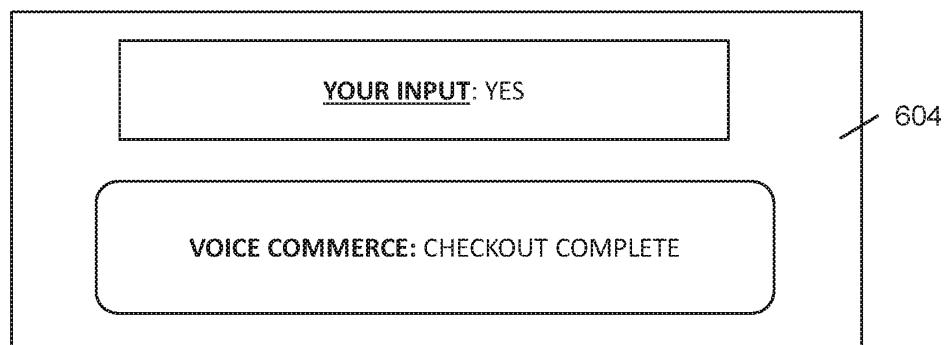 YOUR INPUT: YES
604
VOICE COMMERCE: CHECKOUT COMPLETE